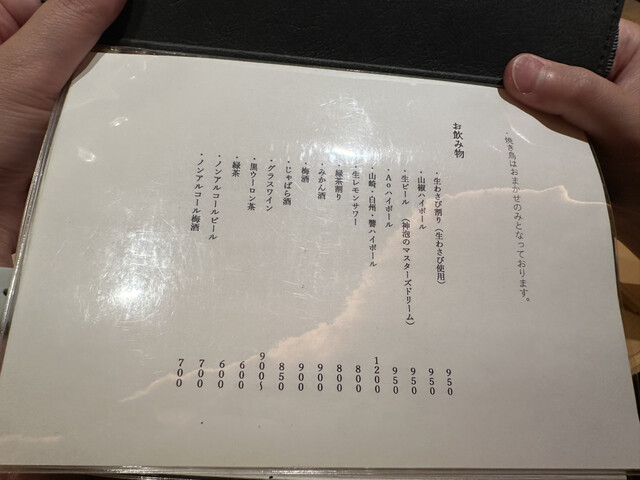 ・焼き鳥はおまかせのみとなっております。
お飲み物
・生わさび割り（生わさび使用） 950
・山椒ハイボール 950
・生ビール （神泡のマスターズドリーム） 950
・Aoハイボール 950
・山崎・白州・響ハイボール 1200
・生レモンサワー 800
・緑茶割り 800
・みかん酒 900
・梅酒 900
・じゃばら酒 850
・グラスワイン 900～
・黒ウーロン茶 600
・緑茶 600
・ノンアルコールビール 700
・ノンアルコール梅酒 700